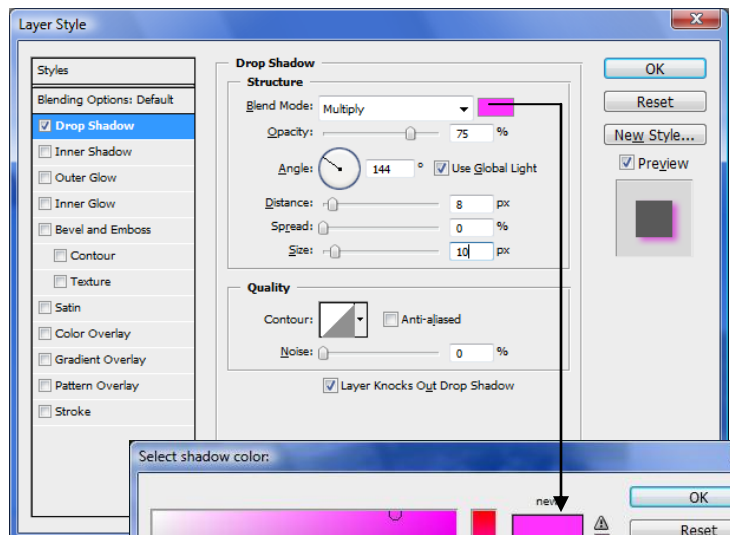 Layer Style
Styles
Blending Options: Default
Drop Shadow
Inner Shadow
Outer Glow
Inner Glow
Bevel and Emboss
Contour
Texture
Satin
Color Overlay
Gradient Overlay
Pattern Overlay
Stroke
Drop Shadow
Structure
Blend Mode: Multiply
Opacity: 75 %
Angle: 144 ° Use Global Light
Distance: 8 px
Spread: 0 %
Size: 10 px
Quality
Contour: Anti-aliased
Noise: 0 %
Layer Knocks Out Drop Shadow
OK
Reset
New Style...
Preview
Select shadow color:
new
OK
Reset